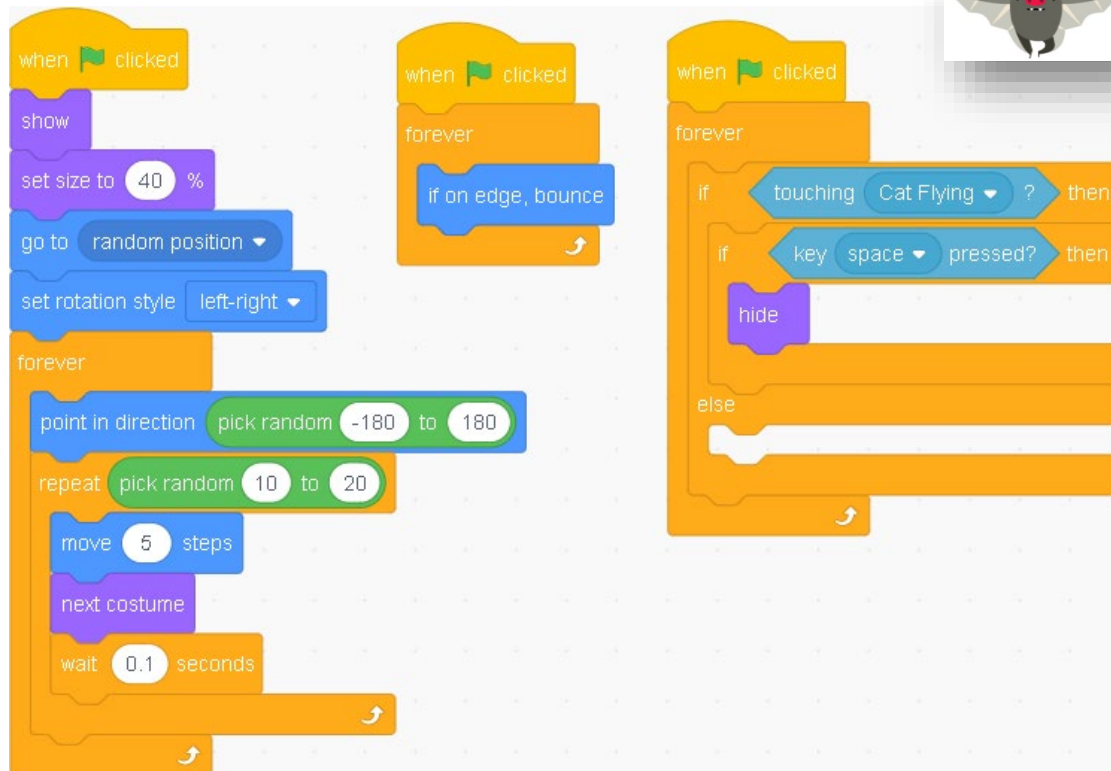 when clicked
show
set size to 40 %
go to random position
set rotation style left-right
forever
point in direction pick random -180 to 180
repeat pick random 10 to 20
move 5 steps
next costume
wait 0.1 seconds
when clicked
forever
if on edge, bounce
when clicked
forever
if touching Cat Flying ? then
if key space pressed? then
hide
else